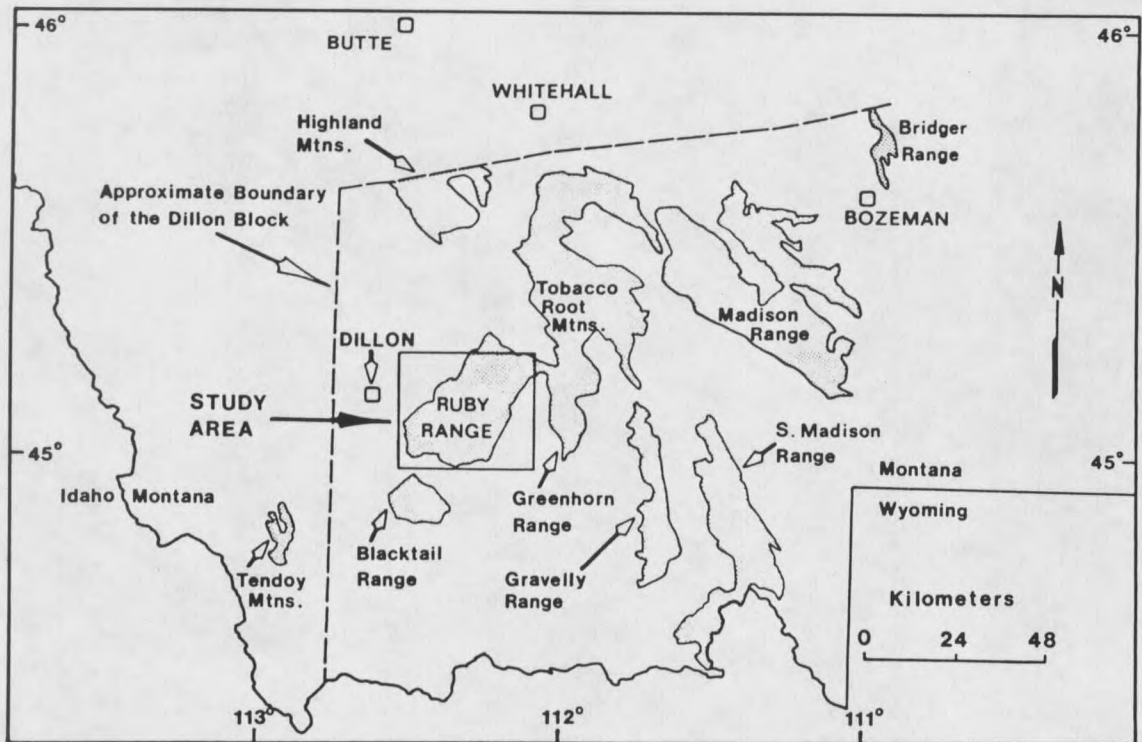 46°
46°
BUTTE
WHITEHALL
Highland
Mtns.
Bridger
Range
Approximate Boundary
of the Dillon Block
BOZEMAN
N
Tobacco
Root
Mtns.
Madison
Range
DILLON
STUDY
AREA
RUBY
RANGE
S. Madison
Range
45°
45°
Idaho
Montana
Greenhorn
Range
Montana
Wyoming
Blacktail
Range
Tendoy
Mtns.
Gravelly
Range
Kilometers
0 24 48
113°
112°
111°